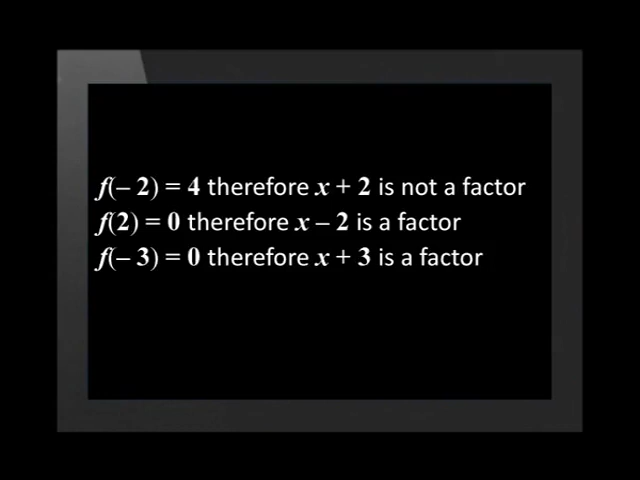 f(– 2) = 4 therefore x + 2 is not a factor
f(2) = 0 therefore x – 2 is a factor
f(– 3) = 0 therefore x + 3 is a factor